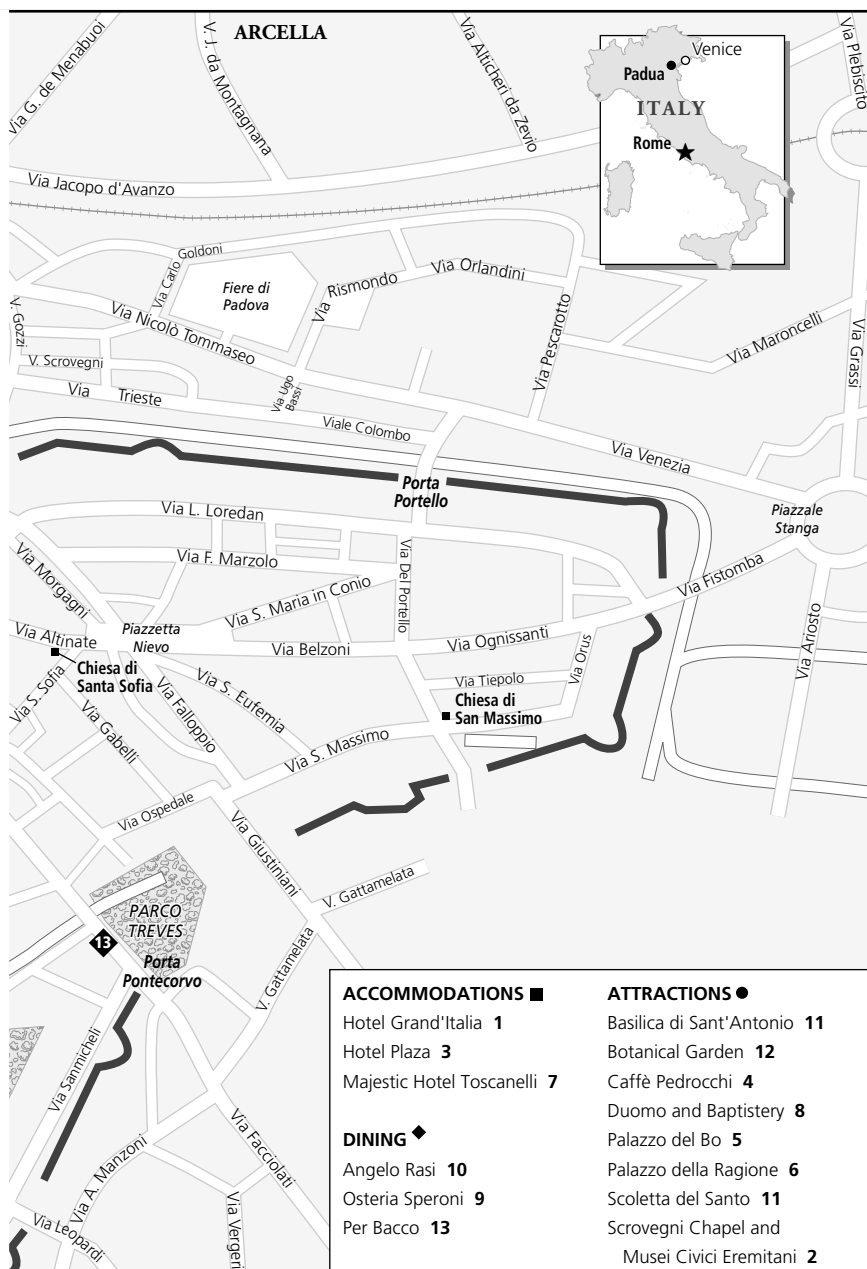 ARCELLA
Via G. de Menabuoi
V. J. da Montagnana
Via Alticheri da Zevio
Via Plebiscito
Venice
Padua
ITALY
Rome
Via Jacopo d'Avanzo
Via Carlo Goldoni
Fiere di
Padova
Via Rismondo
Via Orlandini
V. Gozzi
Via Nicolò Tommaseo
Via Pescarotto
Via Maroncelli
Via Grassi
V. Scrovegni
Via Trieste
Via Ugo
Bassi
Viale Colombo
Via Venezia
Porta
Portello
Piazzale
Stanga
Via L. Loredan
Via F. Marzolo
Via Morgagni
Via Del Portello
Via Fistomba
Via S. Maria in Conio
Via Altinate
Piazzetta
Nievo
Via Belzoni
Via Ognissanti
Via Orus
Via Ariosto
Chiesa di
Santa Sofia
Via S. Sofia
Via Gabelli
Via Falloppio
Via S. Eufemia
Via Tiepolo
Chiesa di
San Massimo
Via S. Massimo
Via Ospedale
Via Giustiniani
V. Gattamelata
PARCO
TREVES
13
Porta
Pontecorvo
V. Gattamelata
Via Sanmicheli
Via A. Manzoni
Via Facciolati
Via Leopardi
Via Vergeri
ACCOMMODATIONS
Hotel Grand'Italia 1
Hotel Plaza 3
Majestic Hotel Toscanelli 7
DINING
Angelo Rasi 10
Osteria Speroni 9
Per Bacco 13
ATTRACTIONS
Basilica di Sant'Antonio 11
Botanical Garden 12
Caffè Pedrocchi 4
Duomo and Baptistery 8
Palazzo del Bo 5
Palazzo della Ragione 6
Scoletta del Santo 11
Scrovegni Chapel and
Musei Civici Eremitani 2